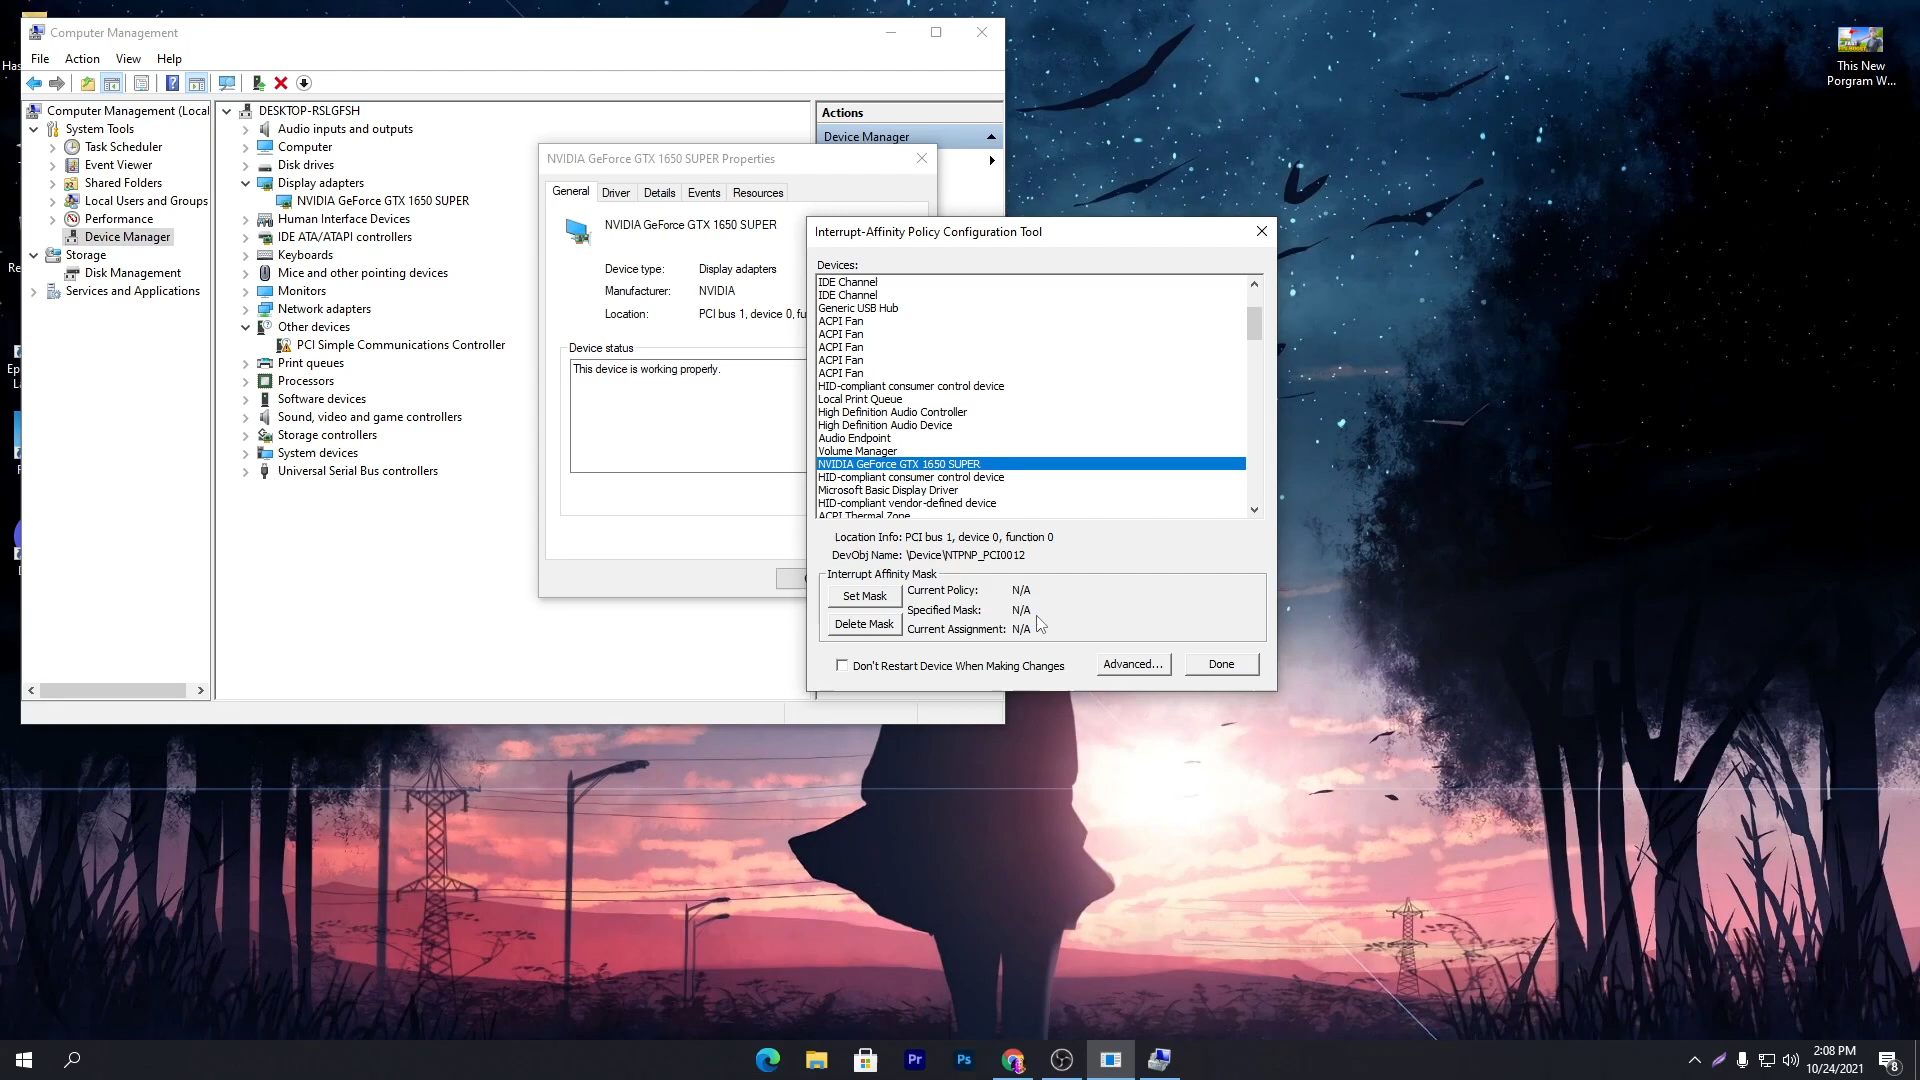 Computer Management
File Action View Help
Computer Management (Local
System Tools
Task Scheduler
Event Viewer
Shared Folders
Local Users and Groups
Performance
Device Manager
Storage
Disk Management
Services and Applications
DESKTOP-RSLGFSH
Audio inputs and outputs
Computer
Disk drives
Display adapters
NVIDIA GeForce GTX 1650 SUPER
Human Interface Devices
IDE ATA/ATAPI controllers
Keyboards
Mice and other pointing devices
Monitors
Network adapters
Other devices
PCI Simple Communications Controller
Print queues
Processors
Software devices
Sound, video and game controllers
Storage controllers
System devices
Universal Serial Bus controllers
Actions
Device Manager
NVIDIA GeForce GTX 1650 SUPER Properties
General Driver Details Events Resources
NVIDIA GeForce GTX 1650 SUPER
Device type: Display adapters
Manufacturer: NVIDIA
Location: PCI bus 1, device 0, fu
Device status
This device is working properly.
Interrupt-Affinity Policy Configuration Tool
Devices:
IDE Channel
IDE Channel
Generic USB Hub
ACPI Fan
ACPI Fan
ACPI Fan
ACPI Fan
ACPI Fan
HID-compliant consumer control device
Local Print Queue
High Definition Audio Controller
High Definition Audio Device
Audio Endpoint
Volume Manager
NVIDIA GeForce GTX 1650 SUPER
HID-compliant consumer control device
Microsoft Basic Display Driver
HID-compliant vendor-defined device
ACPI Thermal Zone
Location Info: PCI bus 1, device 0, function 0
DevObj Name: \Device\NTPNP_PCI0012
Interrupt Affinity Mask
Set Mask
Delete Mask
Current Policy: N/A
Specified Mask: N/A
Current Assignment: N/A
Don't Restart Device When Making Changes
Advanced...
Done
This New
Porgram W...
Pr
Ps
2:08 PM
10/24/2021
8